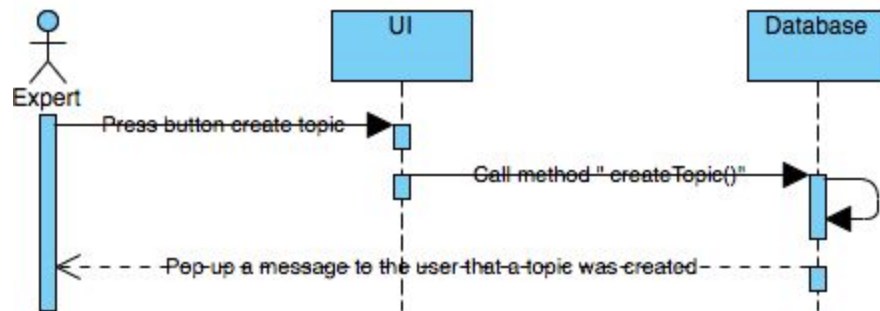 UI
Database
Expert
Press button create topic
Call method " createTopic()"
Pop up a message to the user that a topic was created